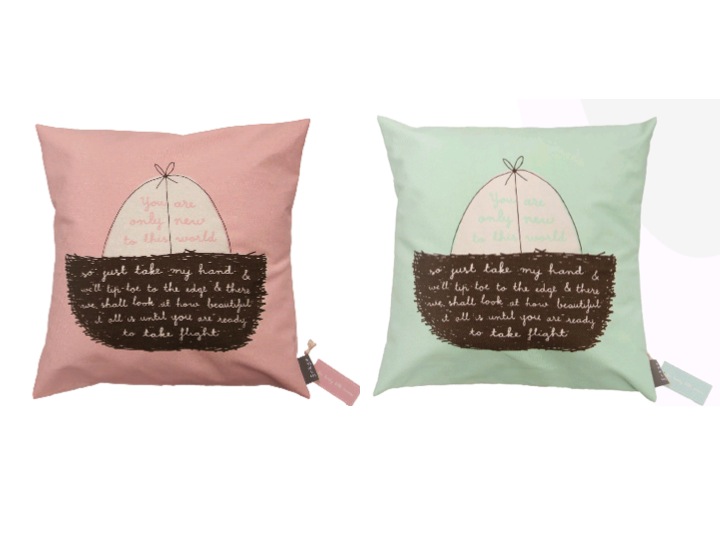 You are
only new
to this world
so just take my hand &
we'll tip-toe to the edge & there
we shall look at how beautiful
it all is until you are ready
to take flight
You are
only new
to this world
so just take my hand &
we'll tip-toe to the edge & there
we shall look at how beautiful
it all is until you are ready
to take flight